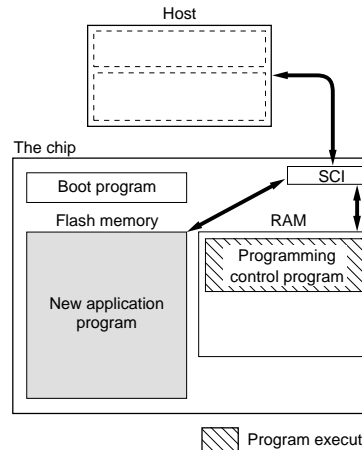 Host
The chip
SCI
Boot program
Flash memory
RAM
Programming
control program
New application
program
Program execut